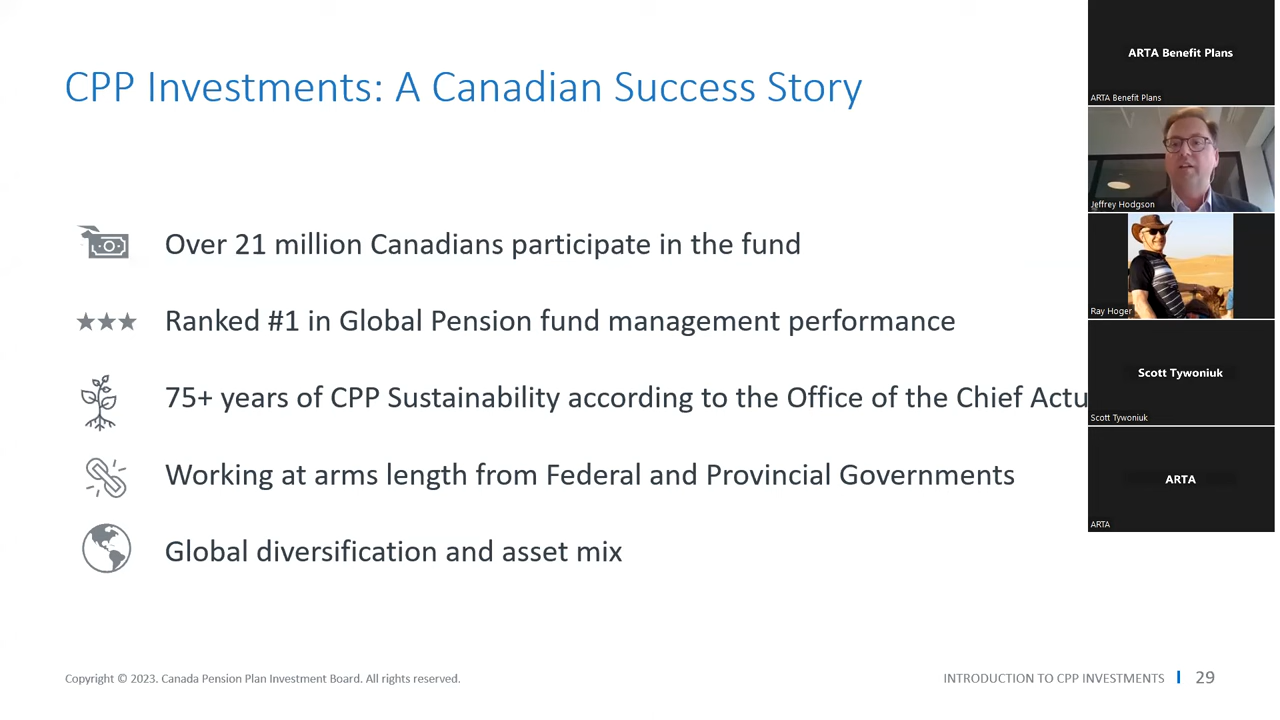 CPP Investments: A Canadian Success Story
Over 21 million Canadians participate in the fund
Ranked #1 in Global Pension fund management performance
75+ years of CPP Sustainability according to the Office of the Chief Actu
Working at arms length from Federal and Provincial Governments
Global diversification and asset mix
Copyright © 2023. Canada Pension Plan Investment Board. All rights reserved.
INTRODUCTION TO CPP INVESTMENTS
29
ARTA Benefit Plans
ARTA Benefit Plans
Jeffrey Hodgson
Ray Hoger
Scott Tywoniuk
Scott Tywoniuk
ARTA
ARTA